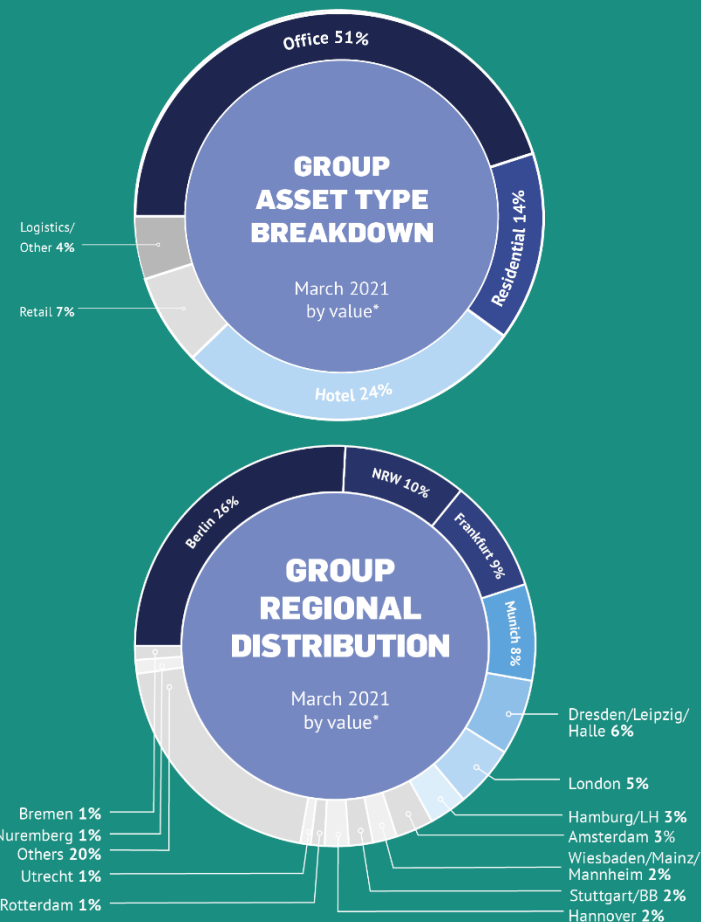 Office 51%
GROUP
ASSET TYPE
BREAKDOWN
March 2021
by value*
Residential 14%
Hotel 24%
Logistics/
Other 4%
Retail 7%
Berlin 26%
NRW 10%
Frankfurt 9%
Munich 8%
GROUP
REGIONAL
DISTRIBUTION
March 2021
by value*
Dresden/Leipzig/
Halle 6%
London 5%
Hamburg/LH 3%
Amsterdam 3%
Wiesbaden/Mainz/
Mannheim 2%
Stuttgart/BB 2%
Hannover 2%
Bremen 1%
Nuremberg 1%
Others 20%
Utrecht 1%
Rotterdam 1%